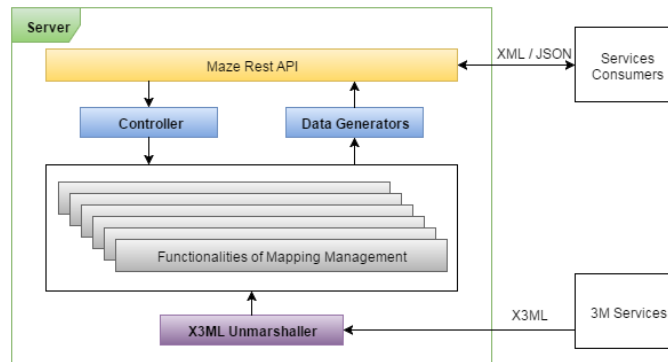 Server
Maze Rest API
XML / JSON
Services
Consumers
Controller
Data Generators
Functionalities of Mapping Management
X3ML Unmarshaller
X3ML
3M Services